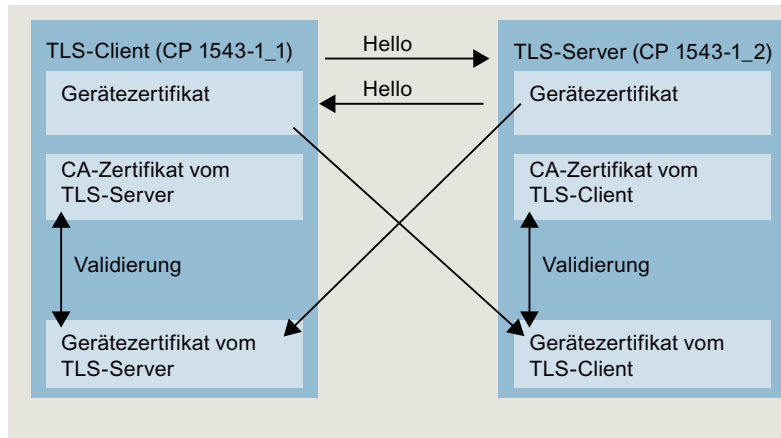 TLS-Client (CP 1543-1_1)
Gerätezertifikat
CA-Zertifikat vom
TLS-Server
Validierung
Gerätezertifikat vom
TLS-Server
Hello
Hello
TLS-Server (CP 1543-1_2)
Gerätezertifikat
CA-Zertifikat vom
TLS-Client
Validierung
Gerätezertifikat vom
TLS-Client